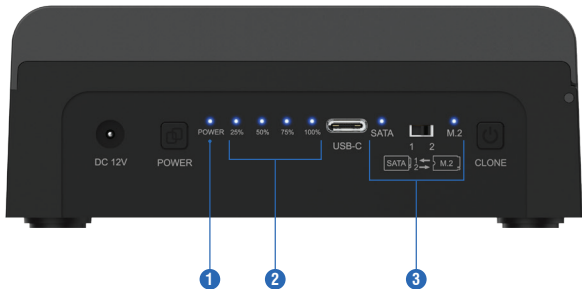 DC 12V
POWER
POWER 25% 50% 75% 100%
USB-C
SATA
M.2
1 2
SATA 1 2 M.2
CLONE
1 2 3